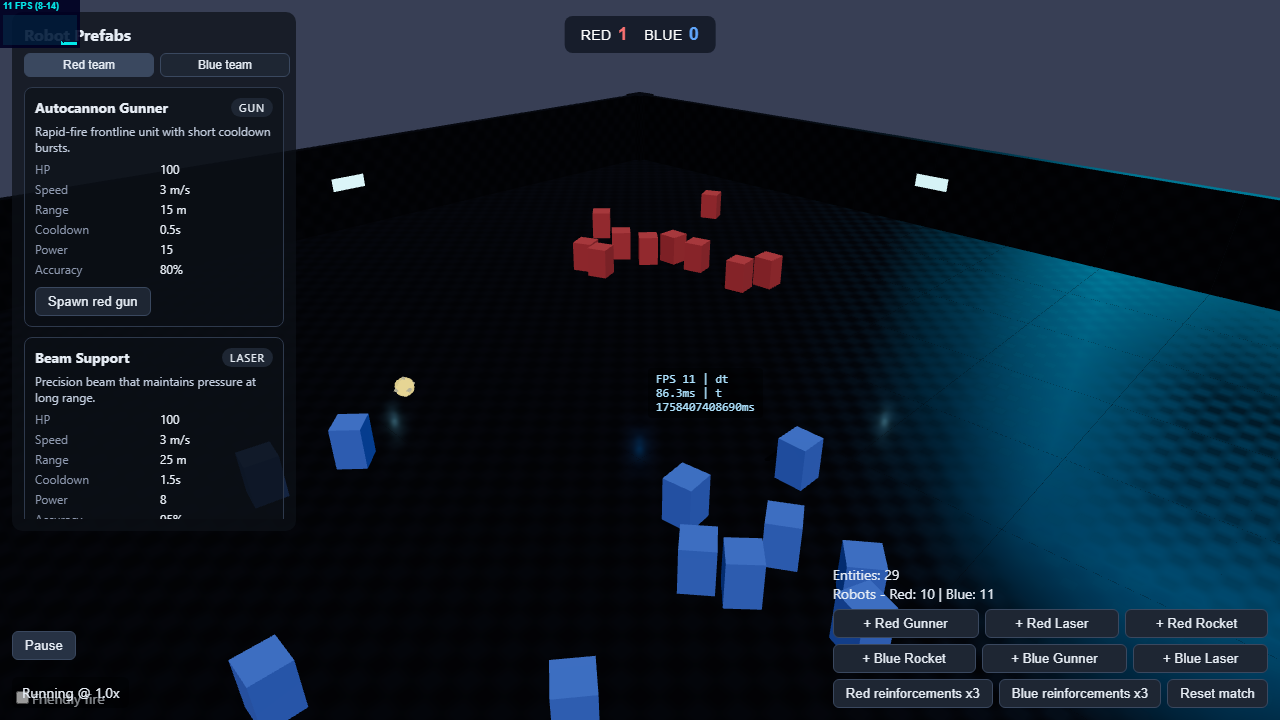 11 FPS (8-14)
Robot Prefabs
RED 1 BLUE 0
Red team
Blue team
Autocannon Gunner
GUN
Rapid-fire frontline unit with short cooldown
bursts.
HP 100
Speed 3 m/s
Range 15 m
Cooldown 0.5s
Power 15
Accuracy 80%
Spawn red gun
Beam Support
LASER
Precision beam that maintains pressure at
long range.
HP 100
Speed 3 m/s
Range 25 m
Cooldown 1.5s
Power 8
Accuracy 95%
FPS 11 | dt
86.3ms | t
1758407408690ms
Entities: 29
Robots - Red: 10 | Blue: 11
+ Red Gunner
+ Red Laser
+ Red Rocket
+ Blue Rocket
+ Blue Gunner
+ Blue Laser
Red reinforcements x3
Blue reinforcements x3
Reset match
Pause
Running @ 1.0x
Friendly fire